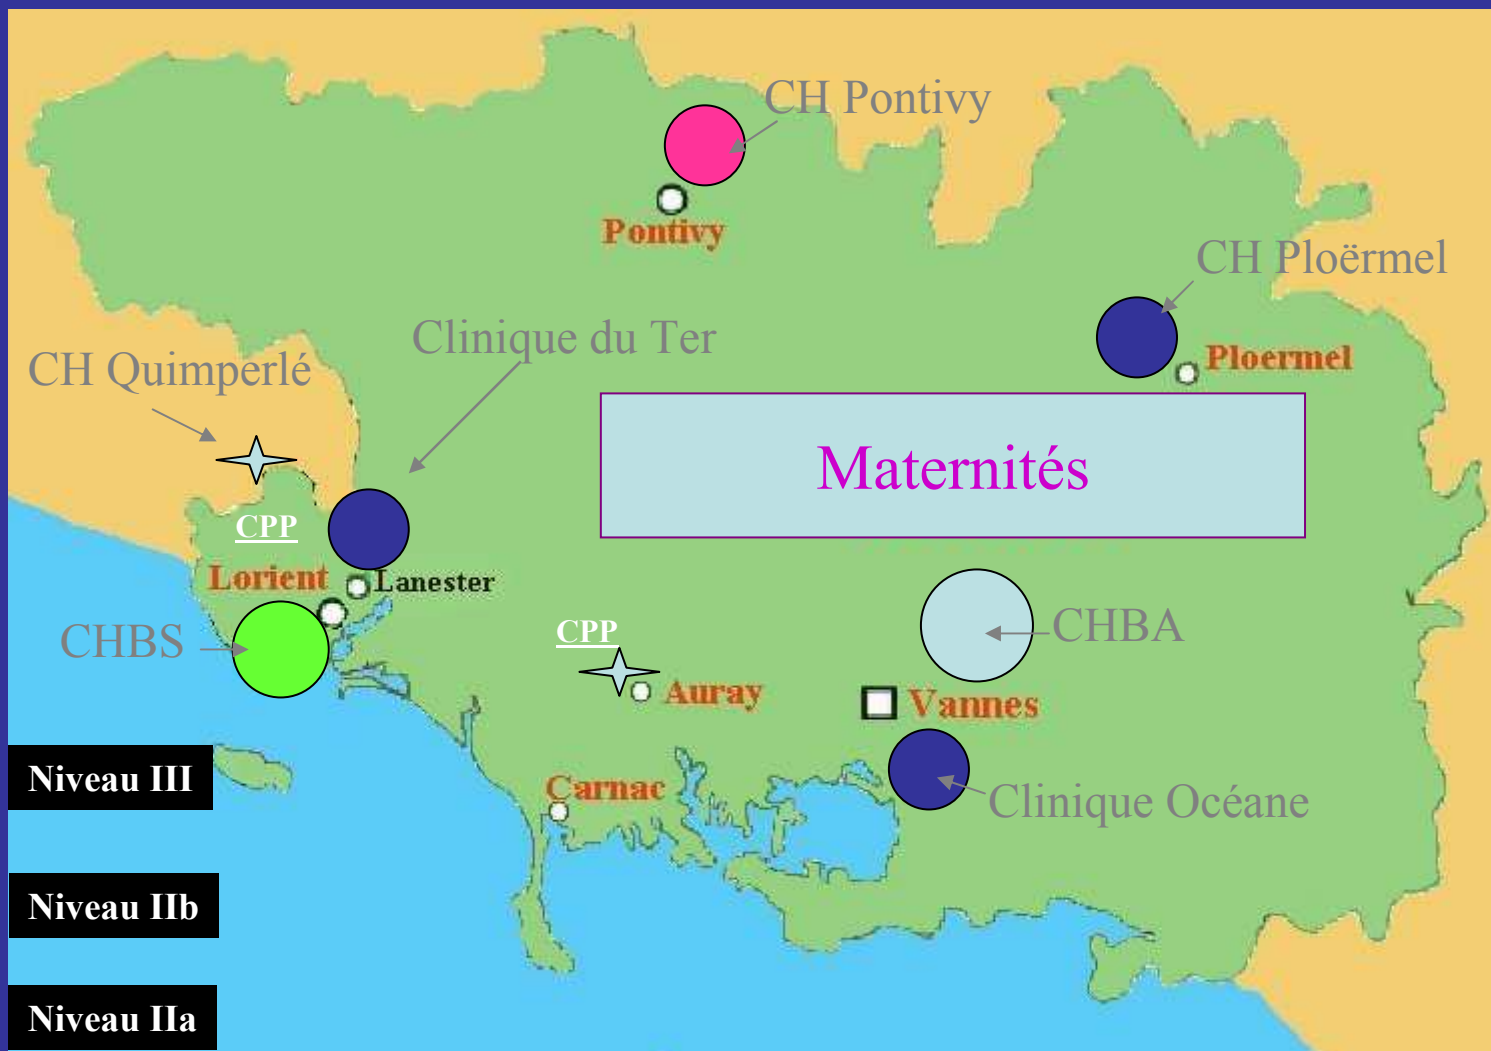 CH Pontivy
Pontivy
CH Ploërmel
Ploermel
Clinique du Ter
CH Quimperlé
Maternités
CPP
Lorient
Lanester
CHBS
CPP
Auray
CHBA
Vannes
Carnac
Clinique Océane
Niveau III
Niveau IIb
Niveau IIa